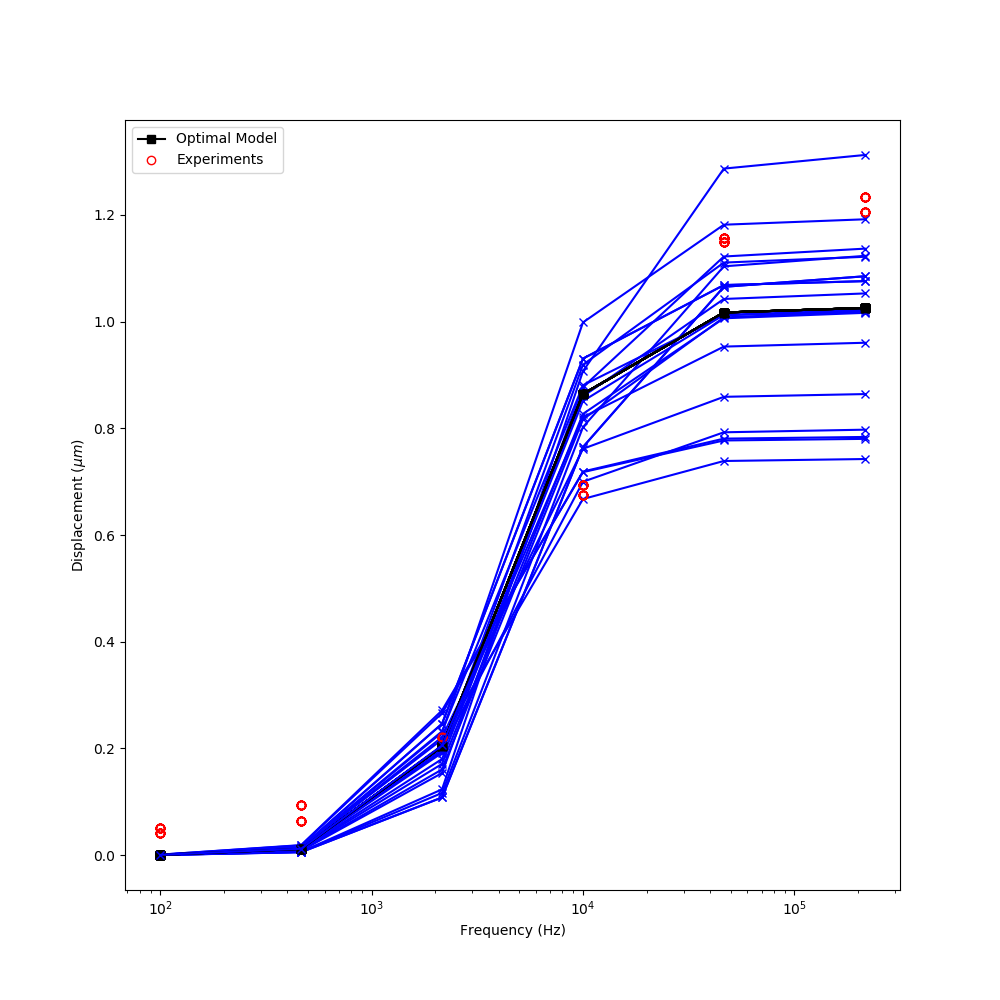 Optimal Model
Experiments
1.2
1.0
0.8
0.6
0.4
0.2
0.0
Displacement (μm)
10² 10³ 10⁴ 10⁵
Frequency (Hz)